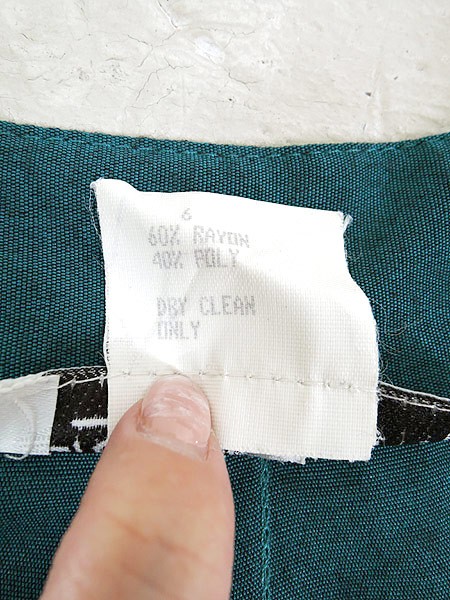 6
60% RAYON
40% POLY
DRY CLEAN
ONLY